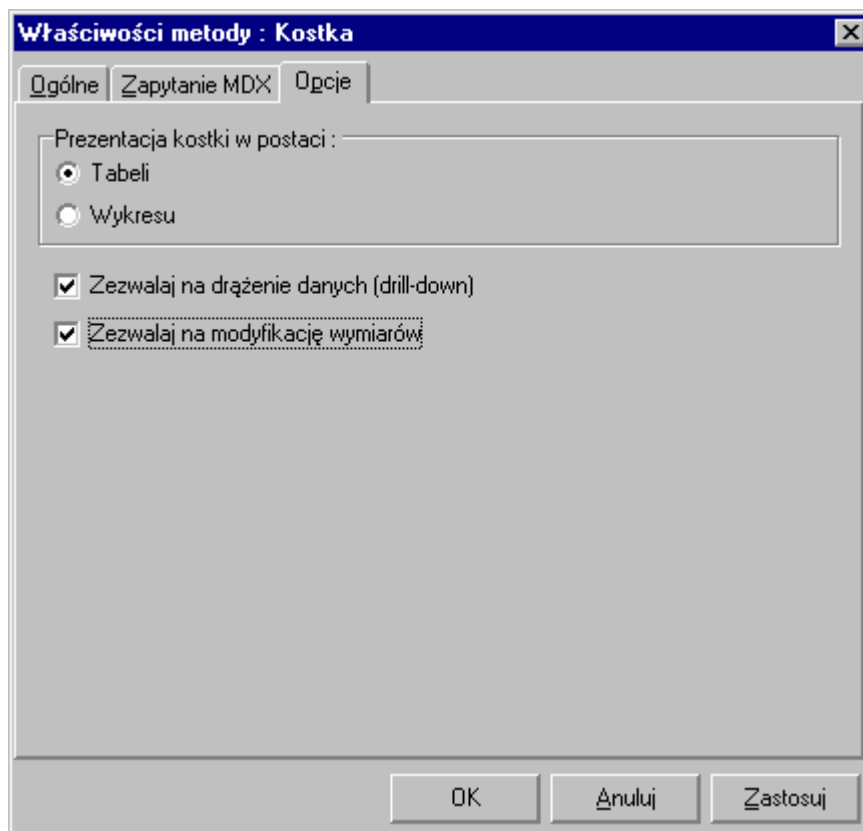 Właściwości metody : Kostka
Ogólne Zapytanie MDX Opcje
Prezentacja kostki w postaci :
Tabeli
Wykresu
Zezwalaj na drążenie danych (drill-down)
Zezwalaj na modyfikację wymiarów
OK Anuluj Zastosuj